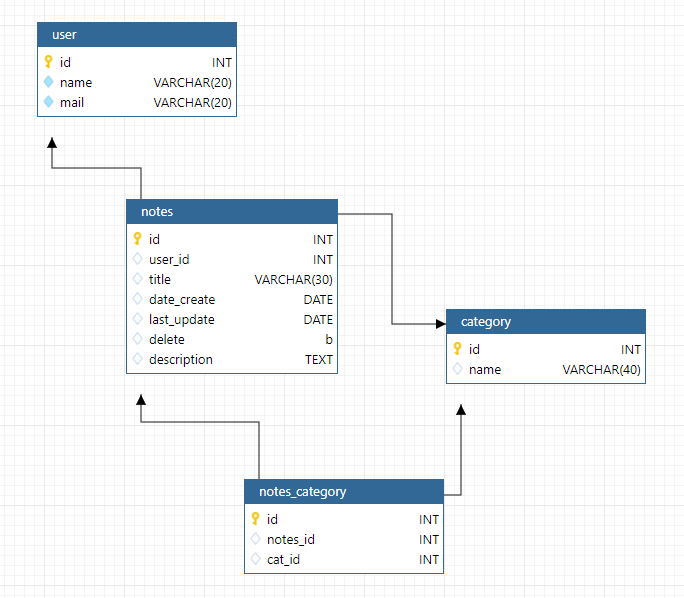 user
id INT
name VARCHAR(20)
mail VARCHAR(20)
notes
id INT
user_id INT
title VARCHAR(30)
date_create DATE
last_update DATE
delete b
description TEXT
category
id INT
name VARCHAR(40)
notes_category
id INT
notes_id INT
cat_id INT